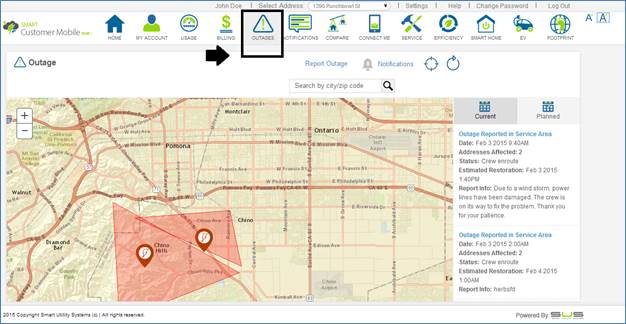 John Doe | Select Address : 1396 Punchbowl St | Settings | Help | Change Password | Log Out
SMART
Customer Mobile
HOME MY ACCOUNT USAGE BILLING OUTAGES NOTIFICATIONS COMPARE CONNECT ME SERVICE EFFICIENCY SMART HOME EV FOOTPRINT
A A
Outage
Report Outage Notifications
Search by city/zip code
Current Planned
Outage Reported in Service Area
Date: Feb 3 2015 9:40AM
Addresses Affected: 2
Status: Crew enroute
Estimated Restoration: Feb 3 2015
1:40PM
Report Info: Due to a wind storm, power
lines have been damaged. The crew is
on its way to fix the problem. Thank you
for your patience.
Outage Reported in Service Area
Date: Feb 3 2015 2:00AM
Addresses Affected: 2
Status: Crew enroute
Estimated Restoration: Feb 4 2015
1:00AM
Report Info: herbsftd
+
−
Montclair
Ontario
Pomona
Walnut
Diamond
Bar
Chino
Chino
Hills
2015 Copyright Smart Utility Systems (c) | All rights reserved.
Powered By SUS